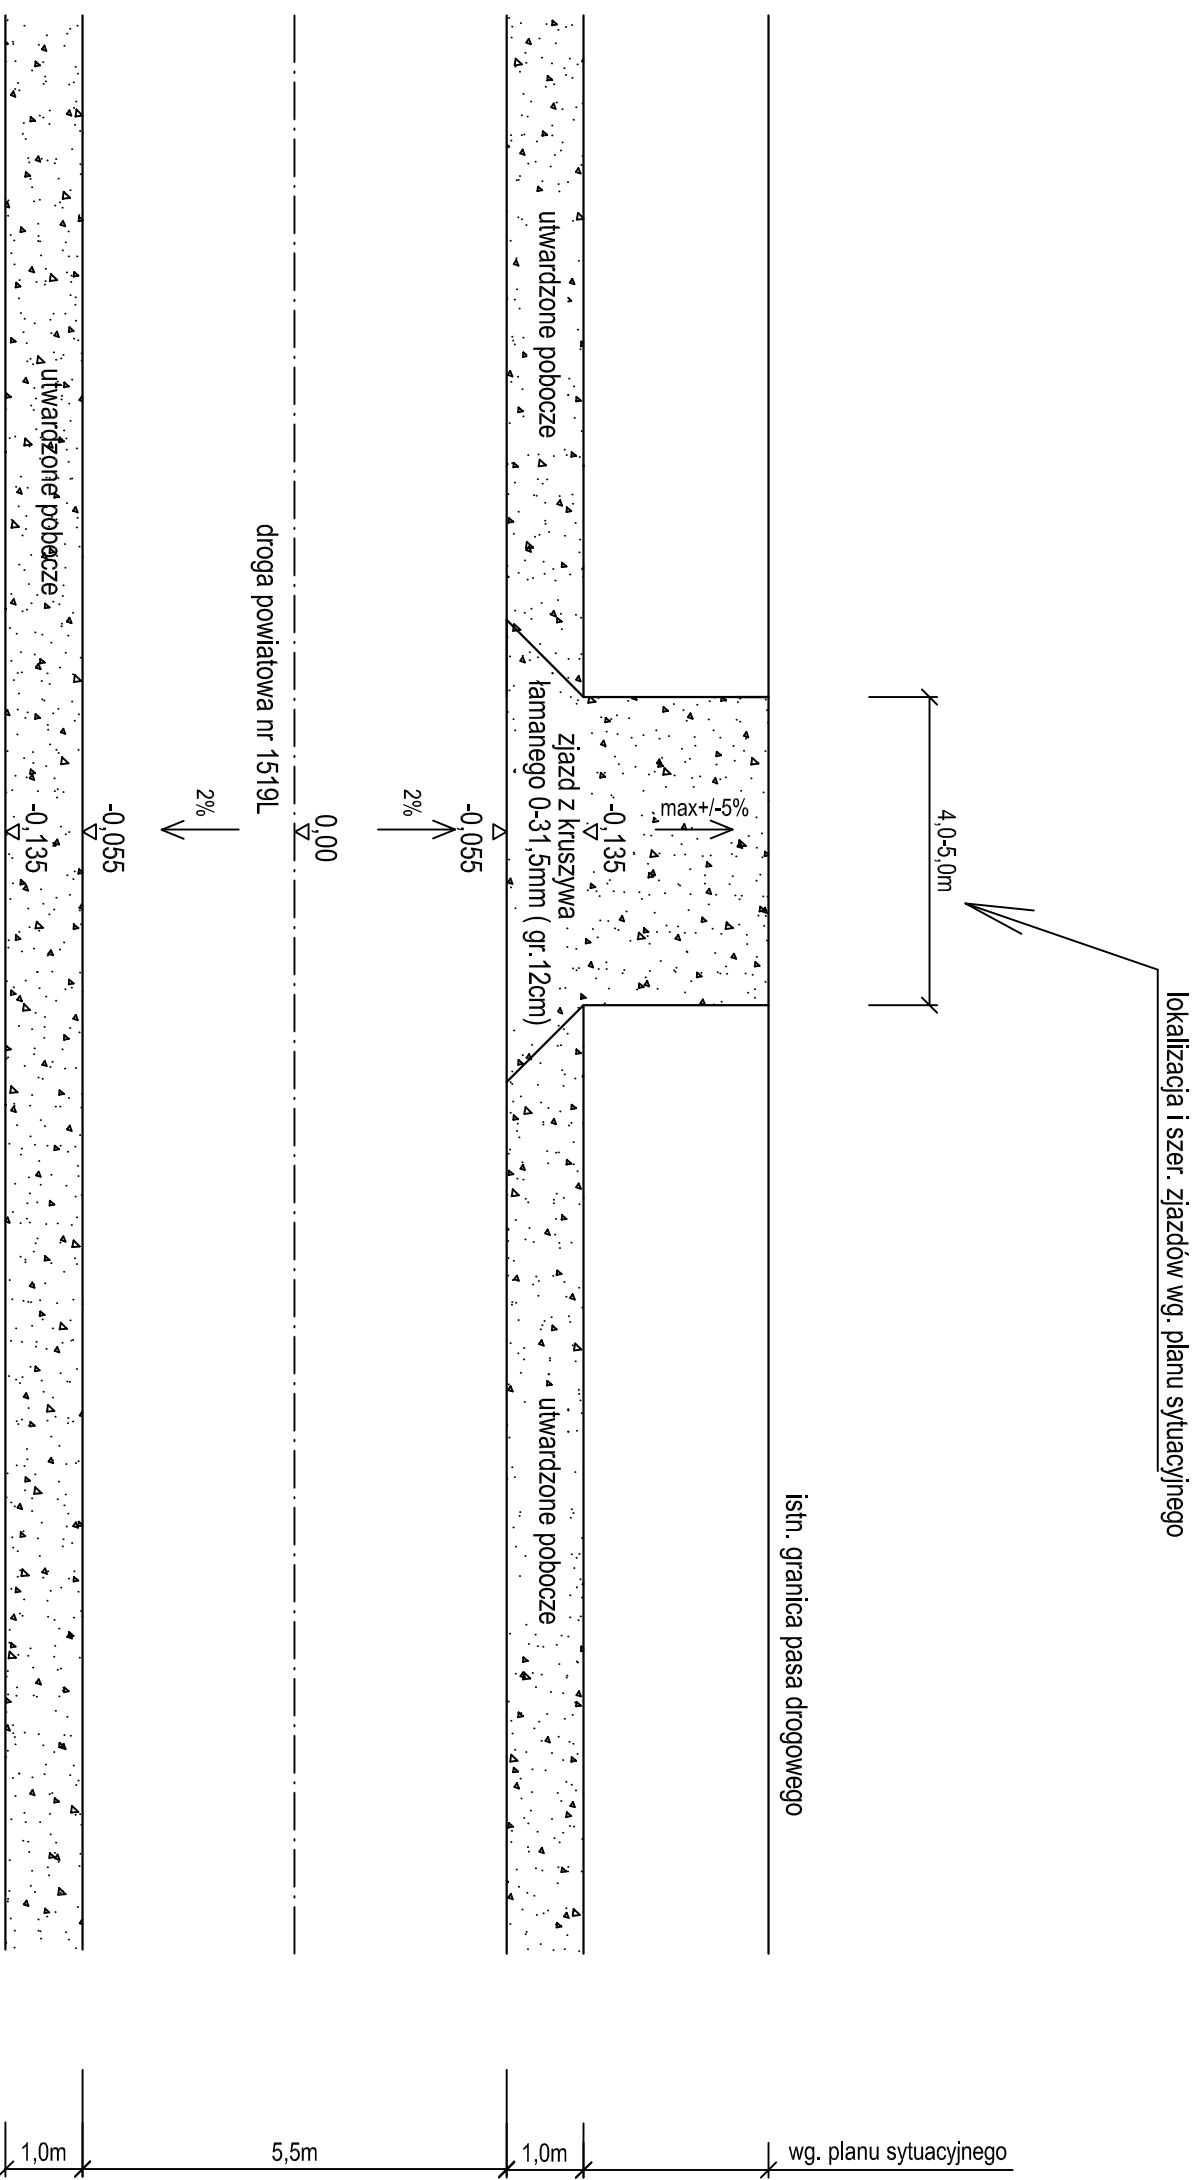 lokalizacja i szer. zjazdów wg. planu sytuacyjnego
4,0-5,0m
istn. granica pasa drogowego
max+/-5%
-0,135
zjazd z kruszywa
łamanego 0-31,5mm ( gr.12cm)
utwardzone pobocze
utwardzone pobocze
-0,055
2%
0,00
droga powiatowa nr 1519L
2%
-0,055
utwardzone pobocze
-0,135
1,0m
5,5m
1,0m
wg. planu sytuacyjnego